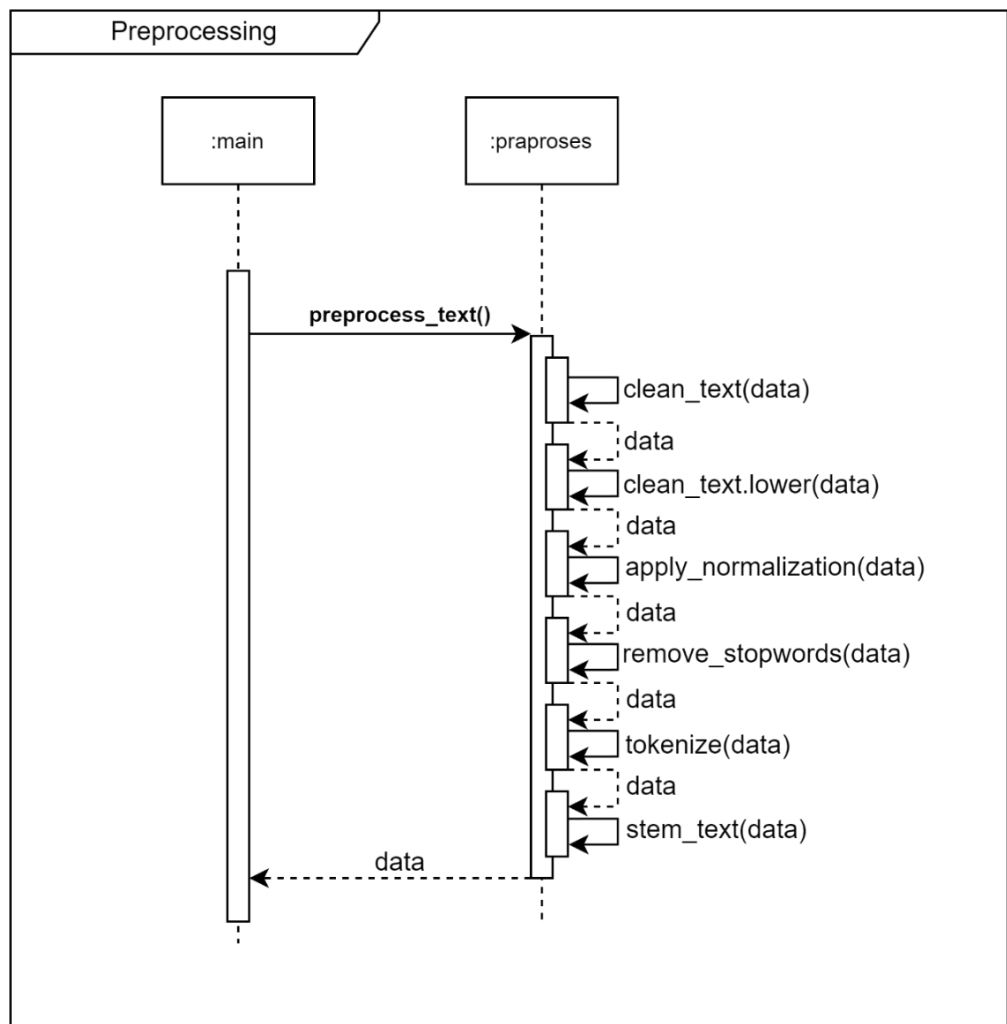 Preprocessing
:main
:praproses
preprocess_text()
clean_text(data)
data
clean_text.lower(data)
data
apply_normalization(data)
data
remove_stopwords(data)
data
tokenize(data)
data
stem_text(data)
data